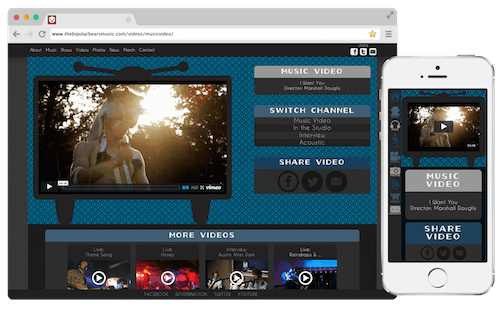 www.thebipolarbearsmusic.com/videos/musicvideo/
About Music Shows Videos Photos News Merch Contact
MUSIC VIDEO
I Want You
Director: Marshall Douglis
SWITCH CHANNEL
Music Video
In the Studio
Interview
Acoustic
SHARE VIDEO
vimeo
MORE VIDEOS
Live:
Theme Song
Live:
Honey
Interview:
Austin After Dark
Live:
Raindrops & ...
FACEBOOK REVERBNATION TWITTER YOUTUBE
MUSIC
VIDEO
I Want You
Director: Marshall Douglis
SHARE
VIDEO